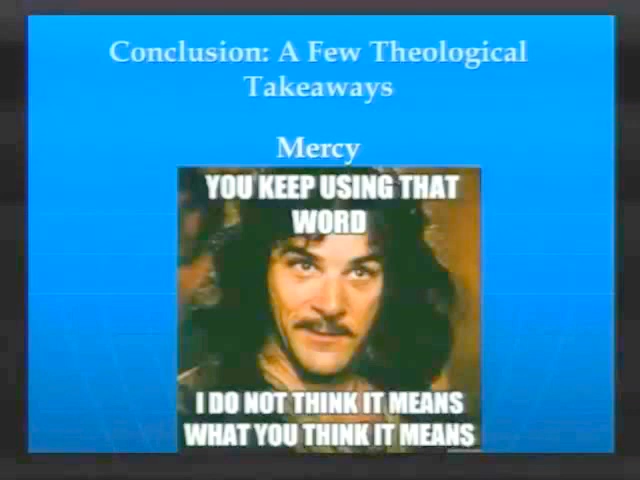 Conclusion: A Few Theological
Takeaways
Mercy
YOU KEEP USING THAT
WORD
I DO NOT THINK IT MEANS
WHAT YOU THINK IT MEANS